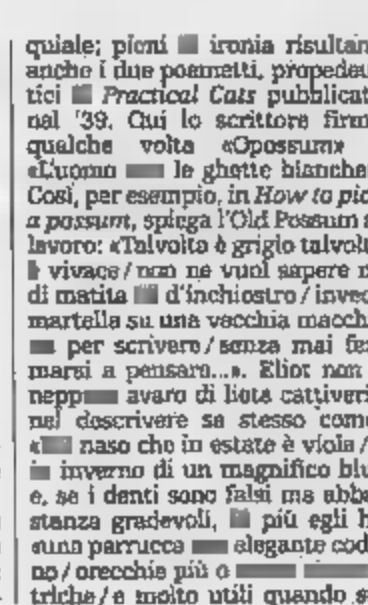 quiale; pieni ironia risultan
anche i due poemetti, propedeu
tici Practical Cats pubblicat
nel '39. Qui lo scrittore firm
qualche volta «Opossum»
«L'uomo le ghette bianche
Così, per esempio, in How to pic
a possum, spiega l'Old Possum a
lavoro: «Talvolta è grigio talvolt
è vivace/non ne vuol sapere n
di matita d'inchiostro/invec
martella su una vecchia macchi
per scrivere/senza mai fer
marsi a pensare...». Eliot non
nepp avaro di liete cattiveri
nel descrivere se stesso come
« naso che in estate è viola/
in inverno di un magnifico blu
e, se i denti sono falsi ma abba
stanza gradevoli, più egli h
«una parrucca elegante cod
no/orecchie più o
triche/e molto utili quando s